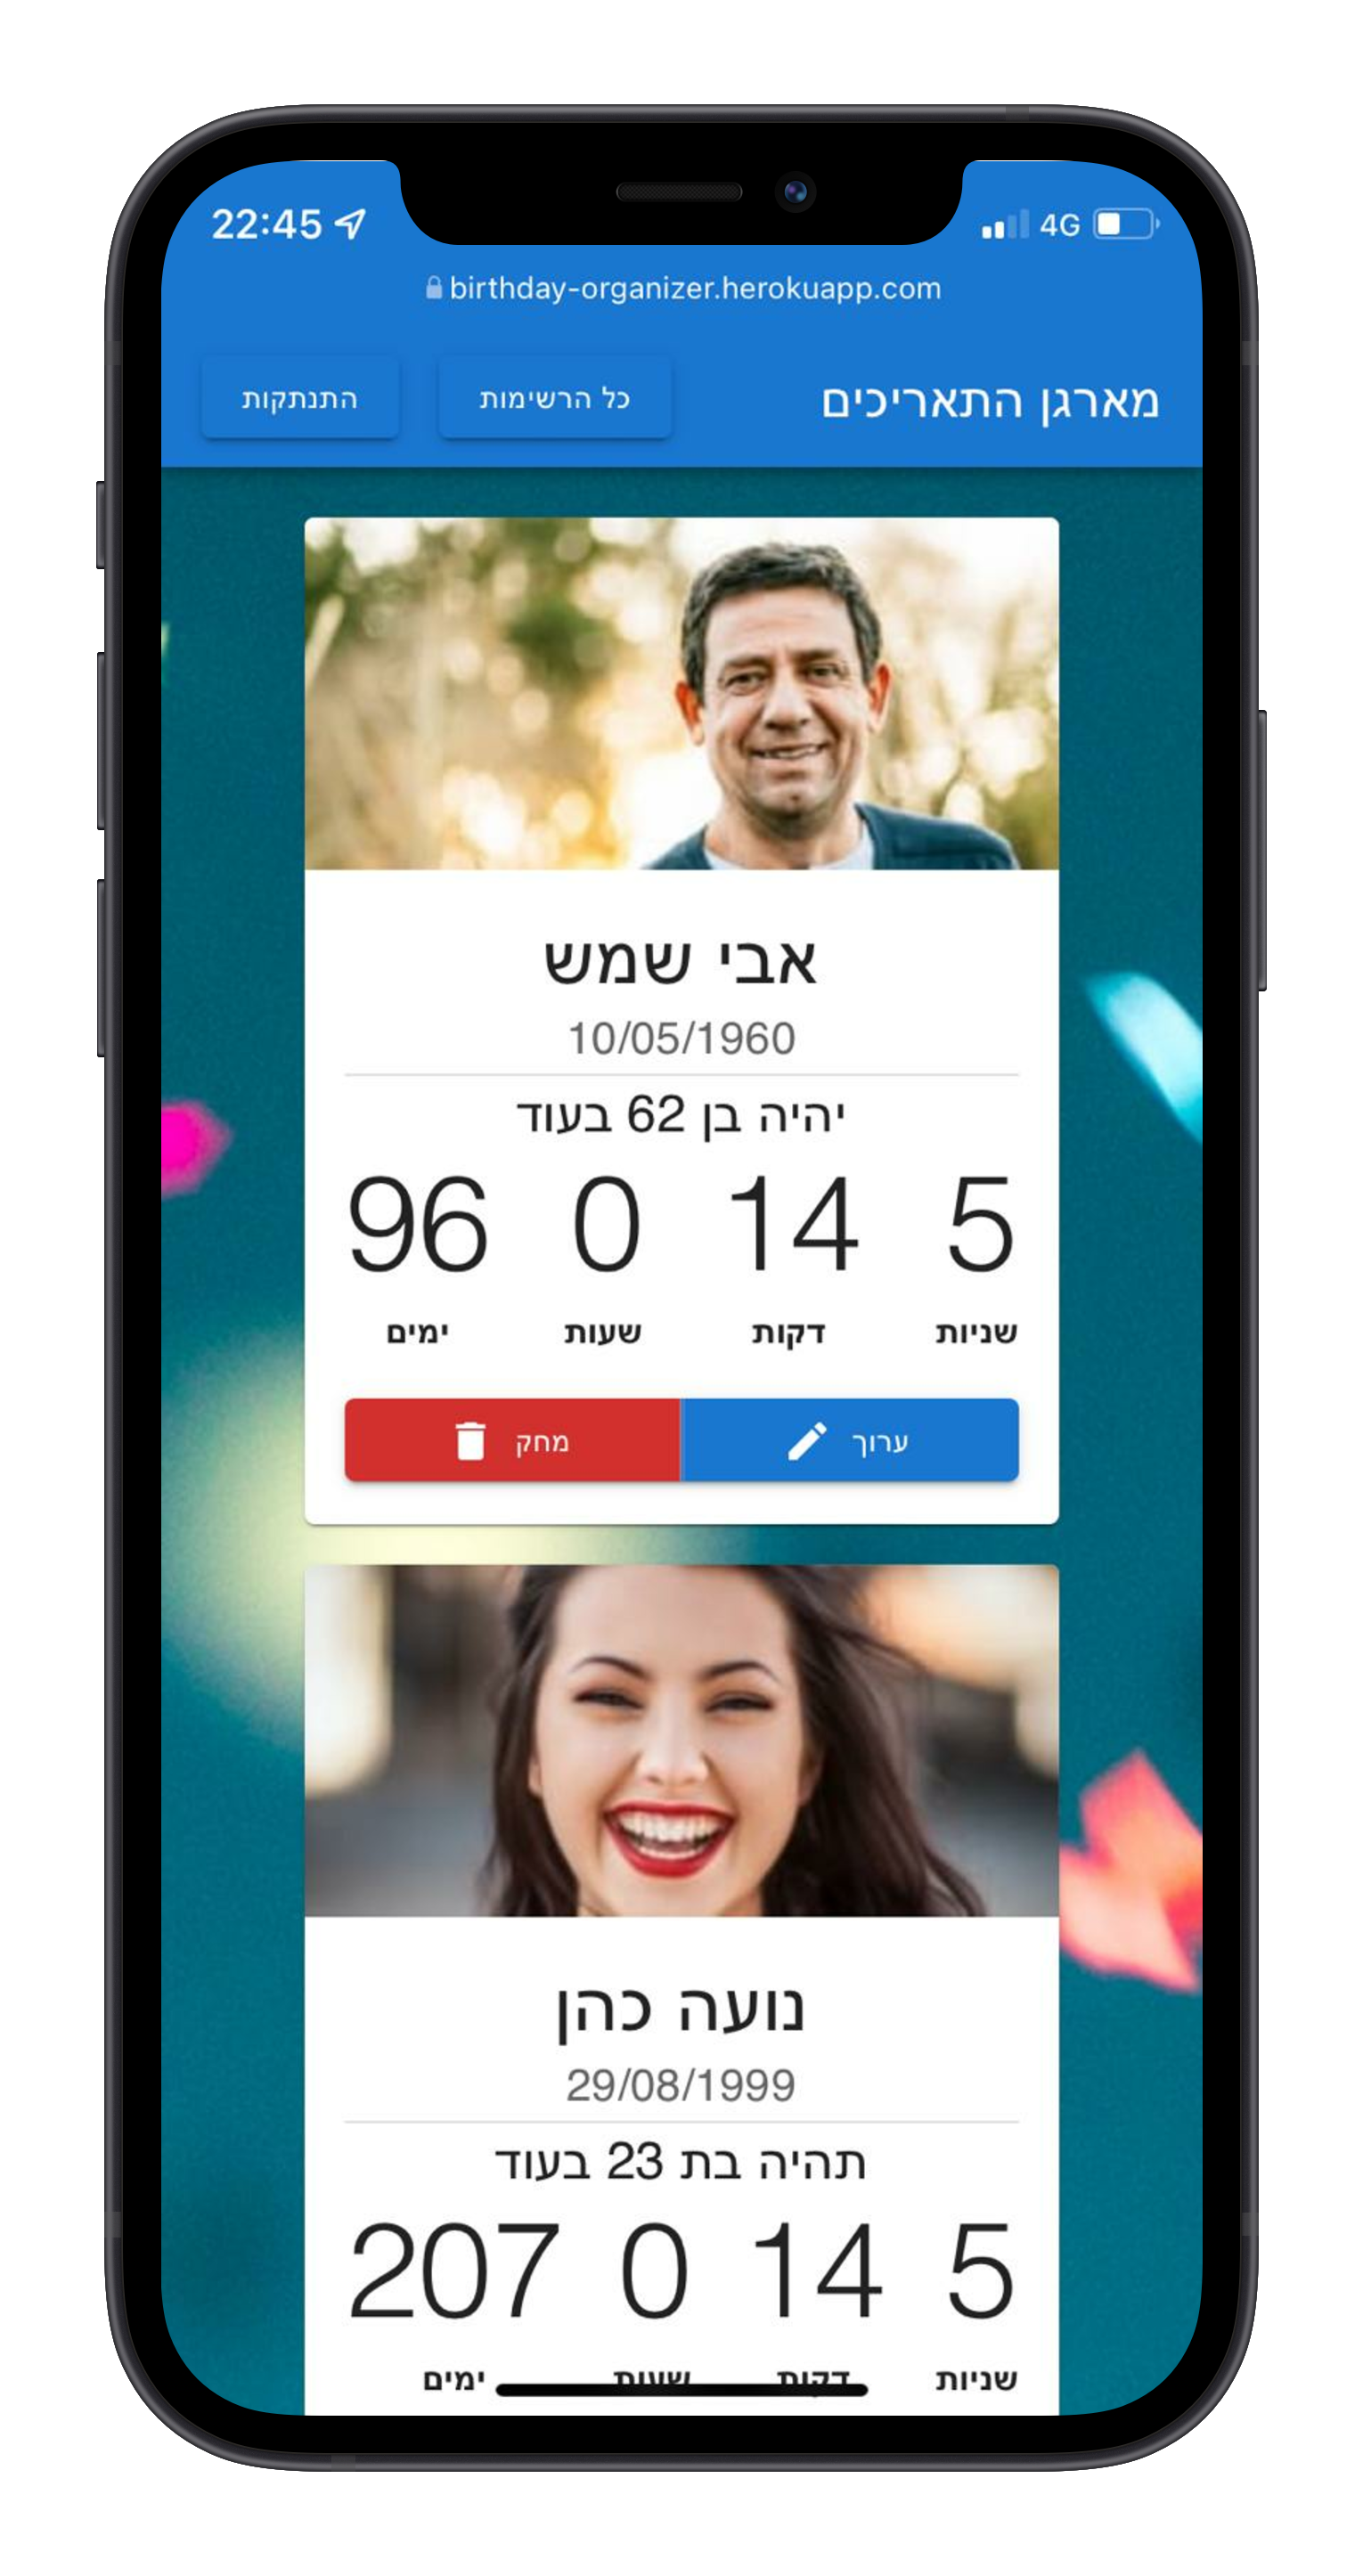 22:45
4G
birthday-organizer.herokuapp.com
מארגן התאריכים
כל הרשימות
התנתקות
אבי שמש
10/05/1960
יהיה בן 62 בעוד
96 0 14 5
ימים שעות דקות שניות
ערוך
מחק
נועה כהן
29/08/1999
תהיה בת 23 בעוד
207 0 14 5
ימים שעות דקות שניות